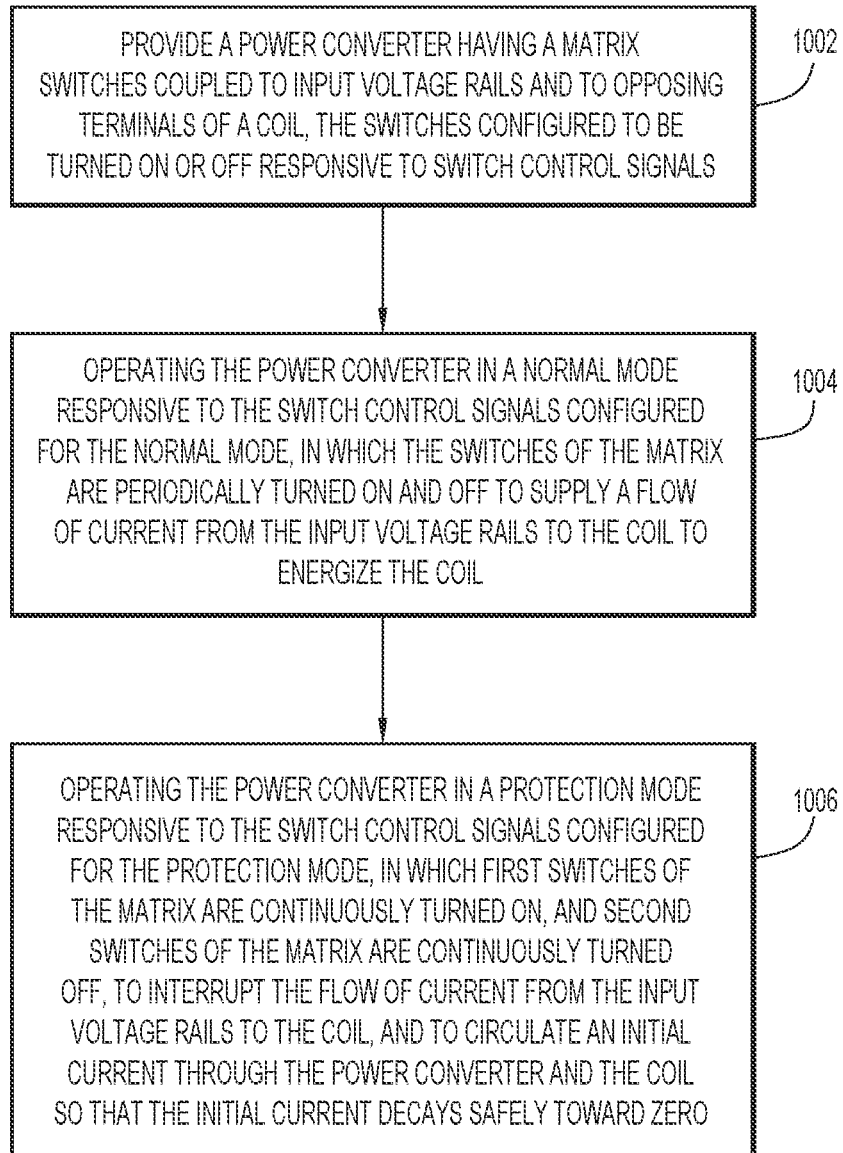 PROVIDE A POWER CONVERTER HAVING A MATRIX
SWITCHES COUPLED TO INPUT VOLTAGE RAILS AND TO OPPOSING
TERMINALS OF A COIL, THE SWITCHES CONFIGURED TO BE
TURNED ON OR OFF RESPONSIVE TO SWITCH CONTROL SIGNALS
1002
OPERATING THE POWER CONVERTER IN A NORMAL MODE
RESPONSIVE TO THE SWITCH CONTROL SIGNALS CONFIGURED
FOR THE NORMAL MODE, IN WHICH THE SWITCHES OF THE MATRIX
ARE PERIODICALLY TURNED ON AND OFF TO SUPPLY A FLOW
OF CURRENT FROM THE INPUT VOLTAGE RAILS TO THE COIL TO
ENERGIZE THE COIL
1004
OPERATING THE POWER CONVERTER IN A PROTECTION MODE
RESPONSIVE TO THE SWITCH CONTROL SIGNALS CONFIGURED
FOR THE PROTECTION MODE, IN WHICH FIRST SWITCHES OF
THE MATRIX ARE CONTINUOUSLY TURNED ON, AND SECOND
SWITCHES OF THE MATRIX ARE CONTINUOUSLY TURNED
OFF, TO INTERRUPT THE FLOW OF CURRENT FROM THE INPUT
VOLTAGE RAILS TO THE COIL, AND TO CIRCULATE AN INITIAL
CURRENT THROUGH THE POWER CONVERTER AND THE COIL
SO THAT THE INITIAL CURRENT DECAYS SAFELY TOWARD ZERO
1006